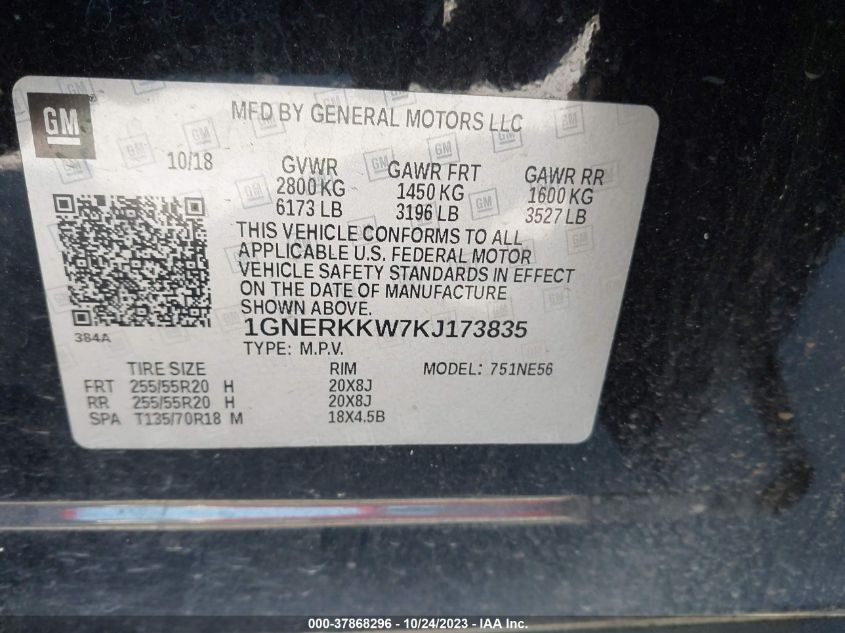 GM
MFD BY GENERAL MOTORS LLC
10/18
GVWR GAWR FRT GAWR RR
2800 KG 1450 KG 1600 KG
6173 LB 3196 LB 3527 LB
THIS VEHICLE CONFORMS TO ALL
APPLICABLE U.S. FEDERAL MOTOR
VEHICLE SAFETY STANDARDS IN EFFECT
ON THE DATE OF MANUFACTURE
SHOWN ABOVE.
384A
1GNERKKW7KJ173835
TYPE: M.P.V.
TIRE SIZE RIM MODEL: 751NE56
FRT 255/55R20 H 20X8J
RR 255/55R20 H 20X8J
SPA T135/70R18 M 18X4.5B
000-37868296 - 10/24/2023 - www.iaai.com